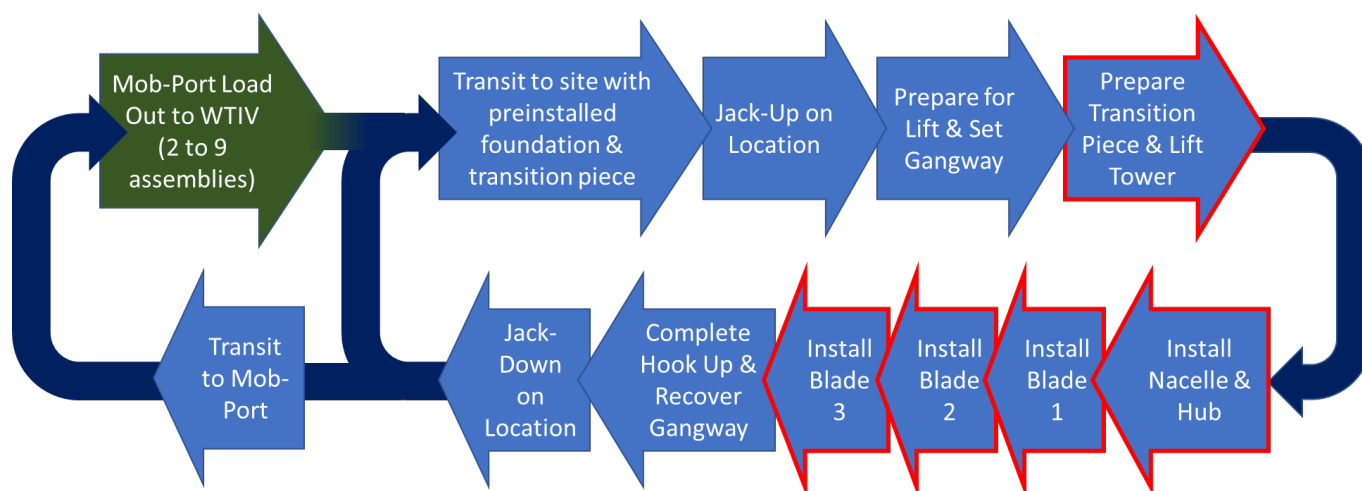 Mob-Port Load
Out to WTIV
(2 to 9
assemblies)
Transit to site with
preinstalled
foundation &
transition piece
Jack-Up on
Location
Prepare for
Lift & Set
Gangway
Prepare
Transition
Piece & Lift
Tower
Install
Nacelle &
Hub
Install
Blade
1
Install
Blade
2
Install
Blade
3
Complete
Hook Up &
Recover
Gangway
Jack-
Down
on
Location
Transit
to Mob-
Port